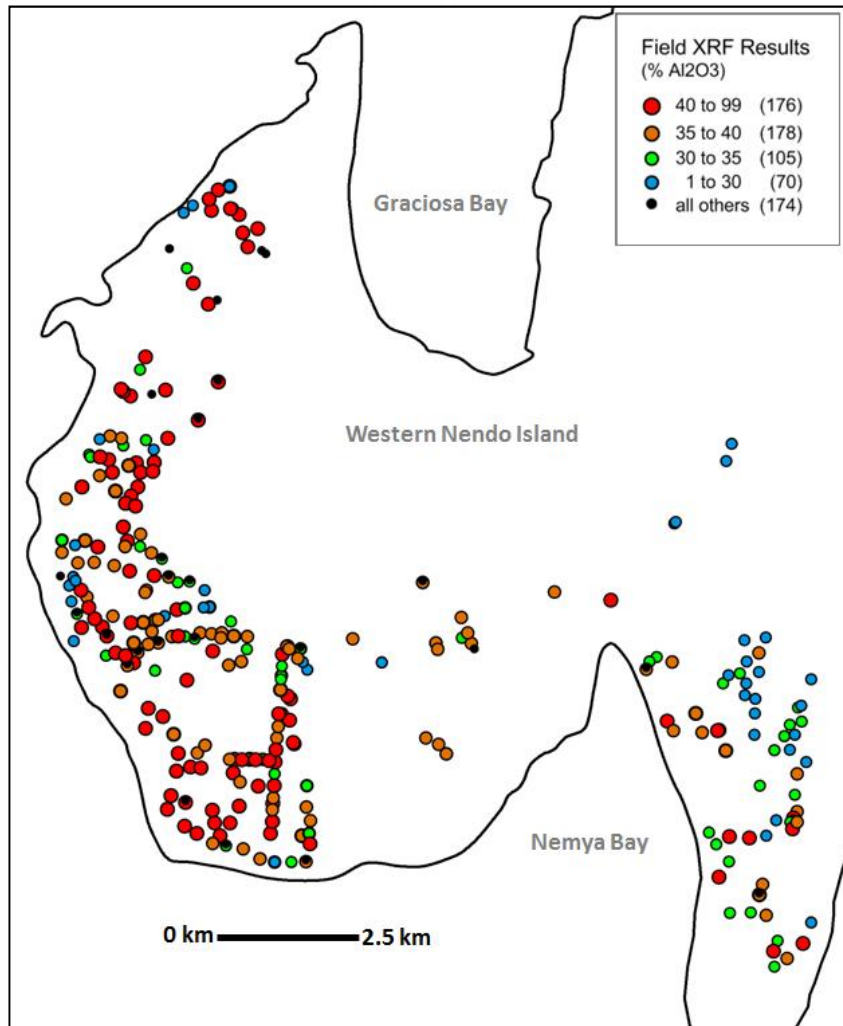 Field XRF Results
(% Al2O3)
40 to 99 (176)
35 to 40 (178)
30 to 35 (105)
1 to 30 (70)
all others (174)
Graciosa Bay
Western Nendo Island
Nemya Bay
0 km 2.5 km